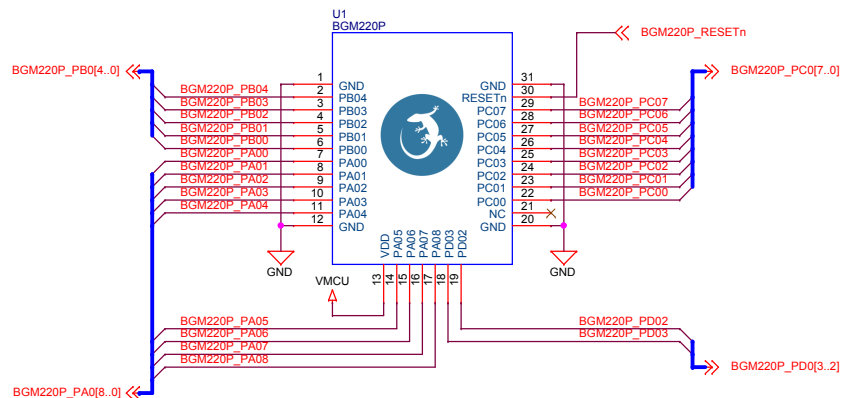 U1
BGM220P
BGM220P_RESETn
BGM220P_PB0[4..0]
BGM220P_PC0[7..0]
1 GND
BGM220P_PB04 2 PB04
BGM220P_PB03 3 PB03
BGM220P_PB02 4 PB02
BGM220P_PB01 5 PB01
BGM220P_PB00 6 PB00
BGM220P_PA00 7 PA00
BGM220P_PA01 8 PA01
BGM220P_PA02 9 PA02
BGM220P_PA03 10 PA03
BGM220P_PA04 11 PA04
12 GND
GND 31
RESETn 30
PC07 29 BGM220P_PC07
PC06 28 BGM220P_PC06
PC05 27 BGM220P_PC05
PC04 26 BGM220P_PC04
PC03 25 BGM220P_PC03
PC02 24 BGM220P_PC02
PC01 23 BGM220P_PC01
PC00 22 BGM220P_PC00
NC 21
GND 20
VDD PA05 PA06 PA07 PA08 PD03 PD02
13 14 15 16 17 18 19
GND
GND
VMCU
BGM220P_PA05
BGM220P_PA06
BGM220P_PA07
BGM220P_PA08
BGM220P_PD02
BGM220P_PD03
BGM220P_PD0[3..2]
BGM220P_PA0[8..0]